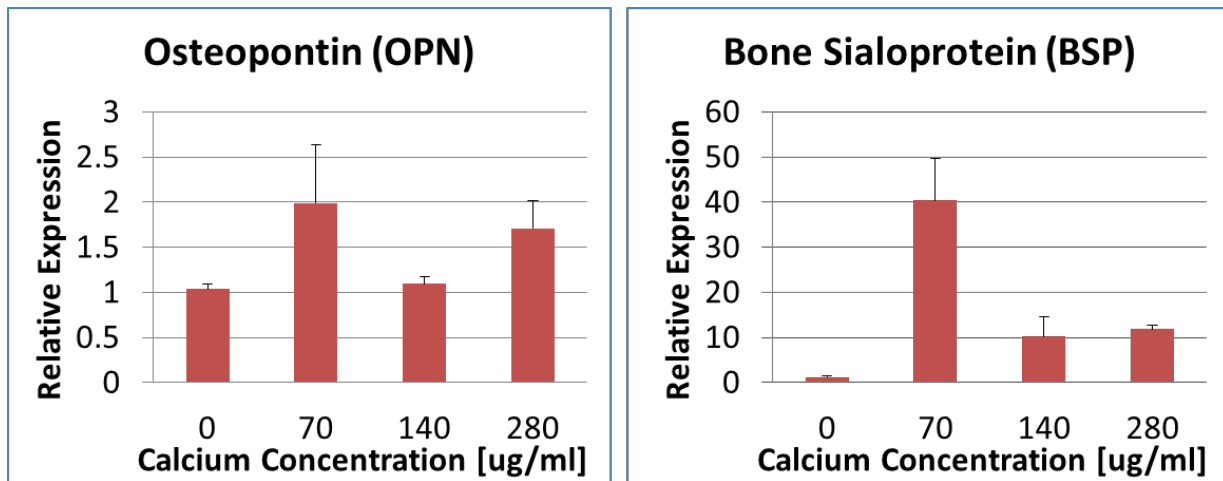 Osteopontin (OPN)
Relative Expression
3
2.5
2
1.5
1
0.5
0
0 70 140 280
Calcium Concentration [ug/ml]
Bone Sialoprotein (BSP)
Relative Expression
60
50
40
30
20
10
0
0 70 140 280
Calcium Concentration [ug/ml]